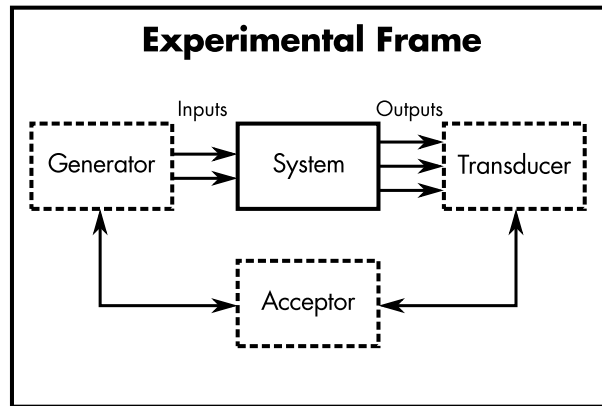 Experimental Frame
Inputs
Outputs
Generator
System
Transducer
Acceptor